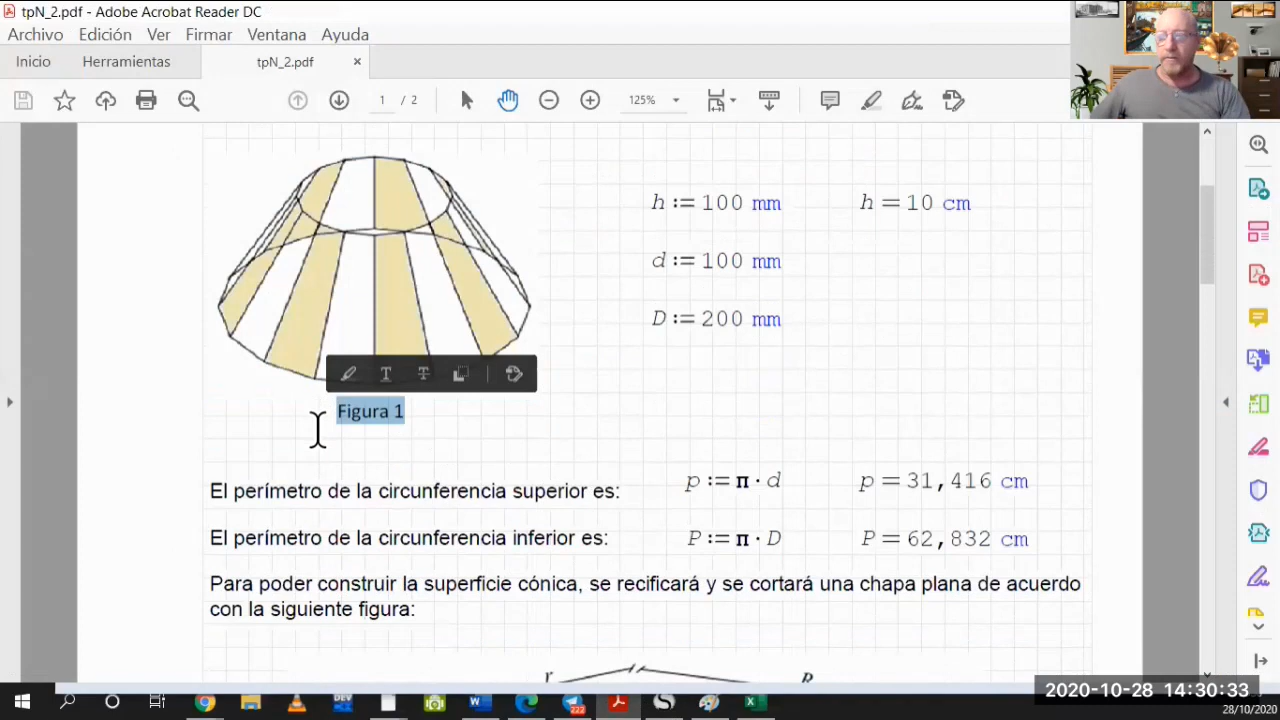 tpN_2.pdf - Adobe Acrobat Reader DC
Archivo Edición Ver Firmar Ventana Ayuda
Inicio Herramientas tpN_2.pdf ×
1 / 2 125%
h := 100 mm h = 10 cm
d := 100 mm
D := 200 mm
Figura 1
El perímetro de la circunferencia superior es: p := π · d p = 31,416 cm
El perímetro de la circunferencia inferior es: P := π · D P = 62,832 cm
Para poder construir la superficie cónica, se recificará y se cortará una chapa plana de acuerdo
con la siguiente figura:
r R
2020-10-28 14:30:33
28/10/2020